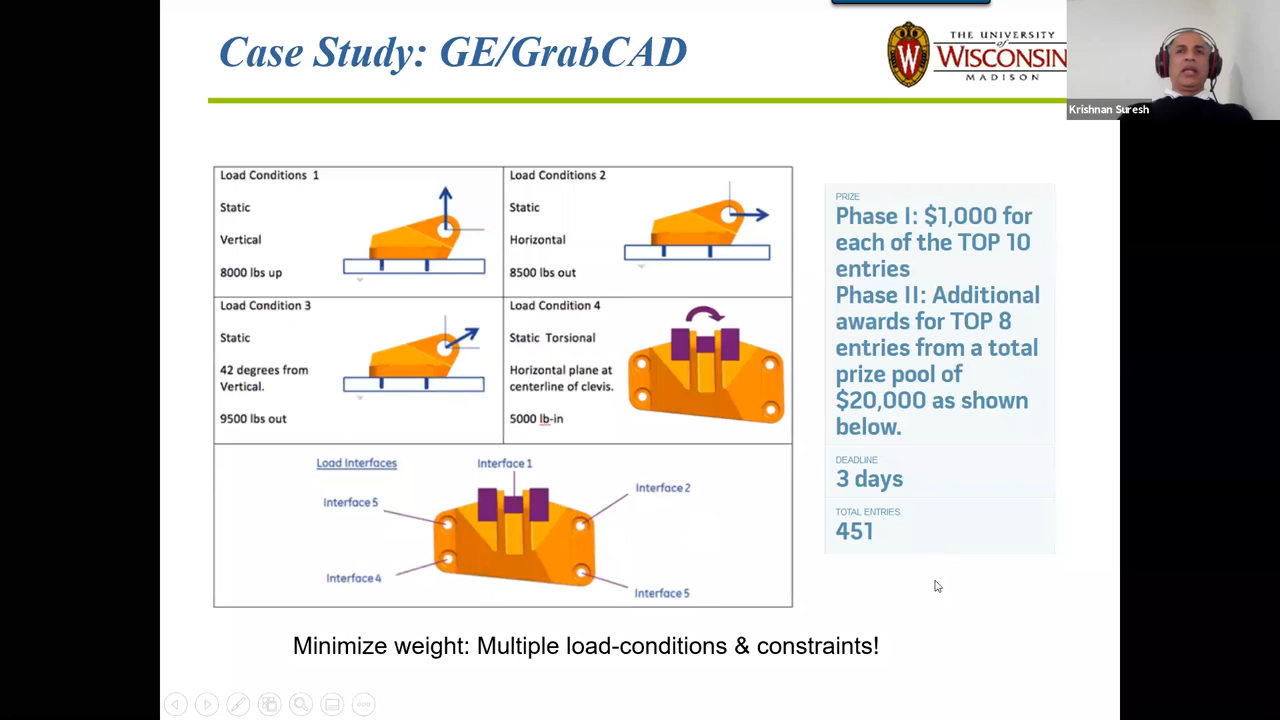 Case Study: GE/GrabCAD
THE UNIVERSITY
of
WISCONSIN
MADISON
Krishnan Suresh
Load Conditions 1
Static
Vertical
8000 lbs up
Load Conditions 2
Static
Horizontal
8500 lbs out
Load Condition 3
Static
42 degrees from
Vertical.
9500 lbs out
Load Condition 4
Static Torsional
Horizontal plane at
centerline of clevis.
5000 lb-in
Load Interfaces
Interface 1
Interface 5
Interface 2
Interface 4
Interface 5
PRIZE
Phase I: $1,000 for
each of the TOP 10
entries
Phase II: Additional
awards for TOP 8
entries from a total
prize pool of
$20,000 as shown
below.
DEADLINE
3 days
TOTAL ENTRIES
451
Minimize weight: Multiple load-conditions & constraints!